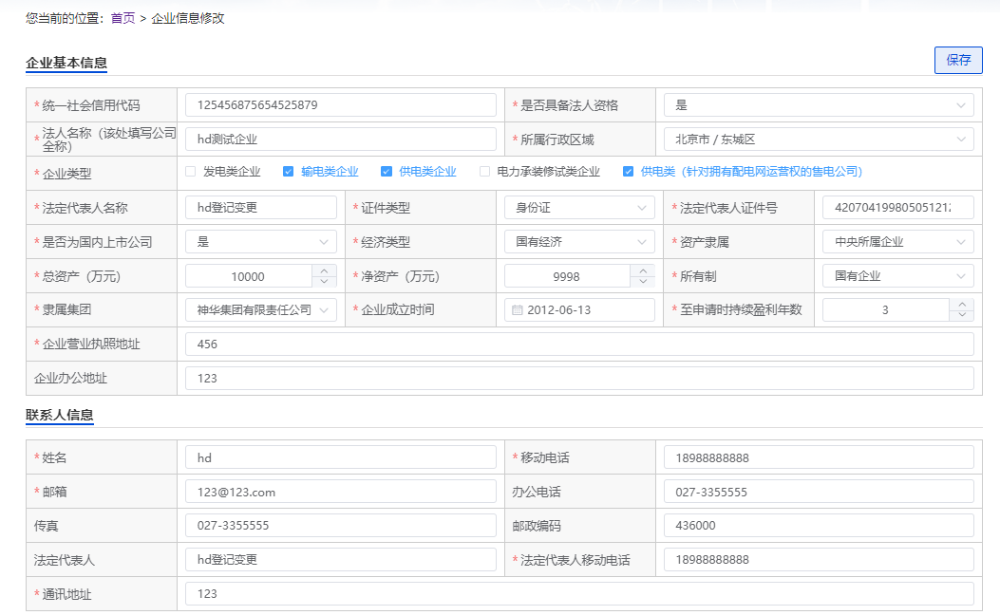 您当前的位置：首页 > 企业信息修改
企业基本信息
保存
*统一社会信用代码 125456875654525879 *是否具备法人资格 是
*法人名称（该处填写公司全称） hd测试企业 *所属行政区域 北京市 / 东城区
*企业类型 发电类企业 输电类企业 供电类企业 电力承装修试类企业 供电类（针对拥有配电网运营权的售电公司）
*法定代表人名称 hd登记变更 *证件类型 身份证 *法定代表人证件号 42070419980505121
*是否为国内上市公司 是 *经济类型 国有经济 *资产隶属 中央所属企业
*总资产（万元） 10000 *净资产（万元） 9998 *所有制 国有企业
*隶属集团 神华集团有限责任公司 *企业成立时间 2012-06-13 *至申请时持续盈利年数 3
*企业营业执照地址 456
企业办公地址 123
联系人信息
*姓名 hd *移动电话 18988888888
*邮箱 123@123.com 办公电话 027-3355555
传真 027-3355555 邮政编码 436000
法定代表人 hd登记变更 *法定代表人移动电话 18988888888
*通讯地址 123